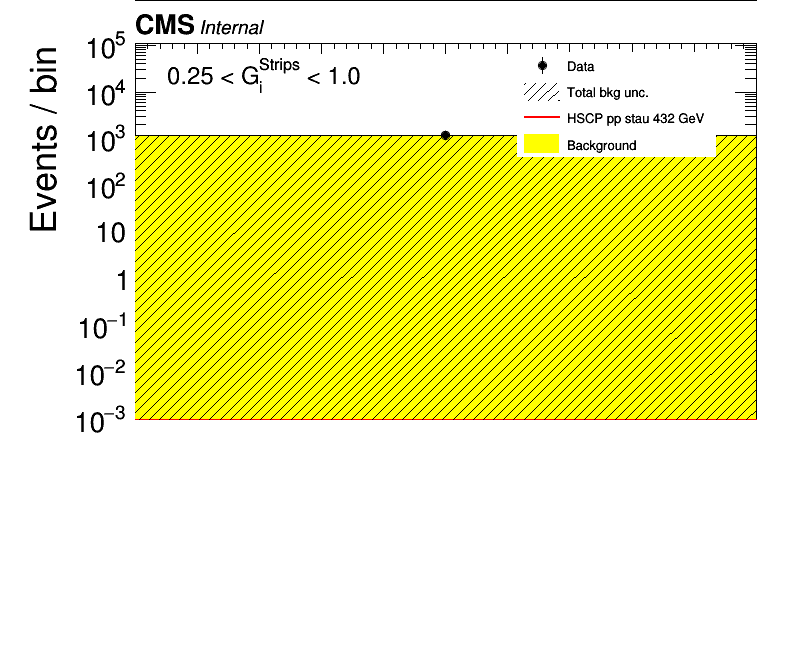 CMS Internal
Events / bin
0.25 < G_i^Strips < 1.0
Data
Total bkg unc.
HSCP pp stau 432 GeV
Background
10^5
10^4
10^3
10^2
10
1
10^−1
10^−2
10^−3